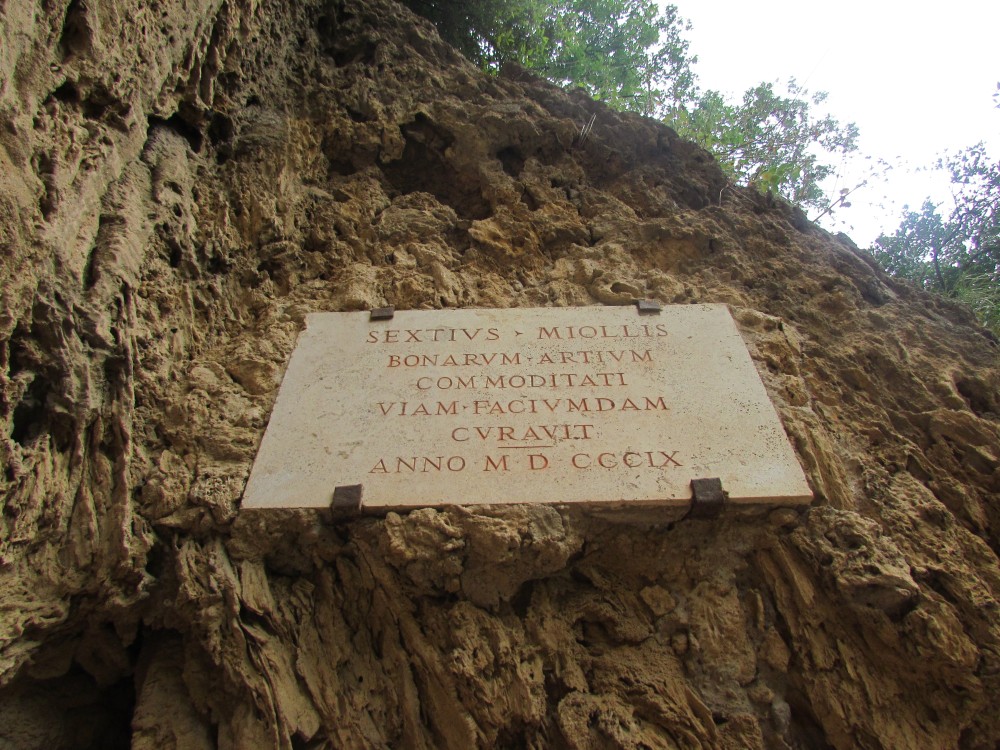 SEXTIVS · MIOLLIS
BONARVM · ARTIVM
COMMODITATI
VIAM · FACIVMDAM
CVRAVIT
ANNO M D CCCIX